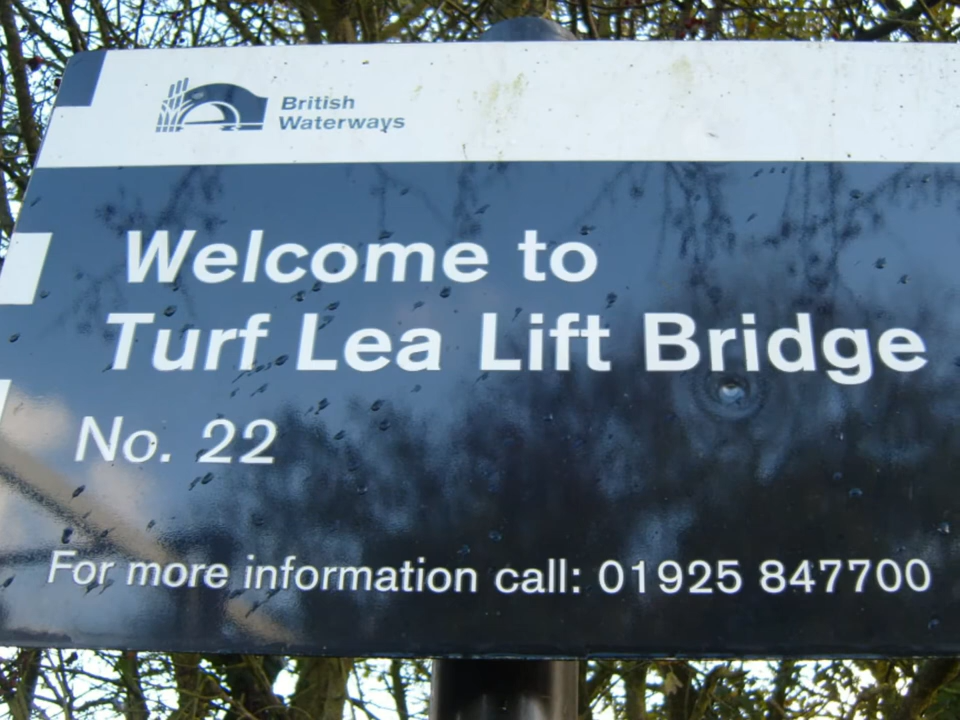 British
Waterways
Welcome to
Turf Lea Lift Bridge
No. 22
For more information call: 01925 847700